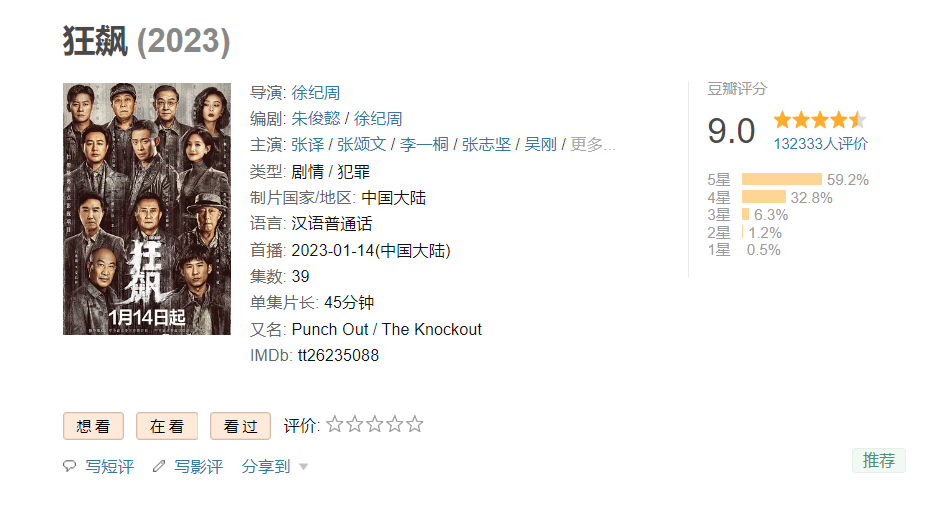 狂飙 (2023)
狂飙
1月14日起
导演: 徐纪周
编剧: 朱俊懿 / 徐纪周
主演: 张译 / 张颂文 / 李一桐 / 张志坚 / 吴刚 / 更多...
类型: 剧情 / 犯罪
制片国家/地区: 中国大陆
语言: 汉语普通话
首播: 2023-01-14(中国大陆)
集数: 39
单集片长: 45分钟
又名: Punch Out / The Knockout
IMDb: tt26235088
豆瓣评分
9.0
132333人评价
5星 59.2%
4星 32.8%
3星 6.3%
2星 1.2%
1星 0.5%
想看 在看 看过 评价:
写短评 写影评 分享到
推荐